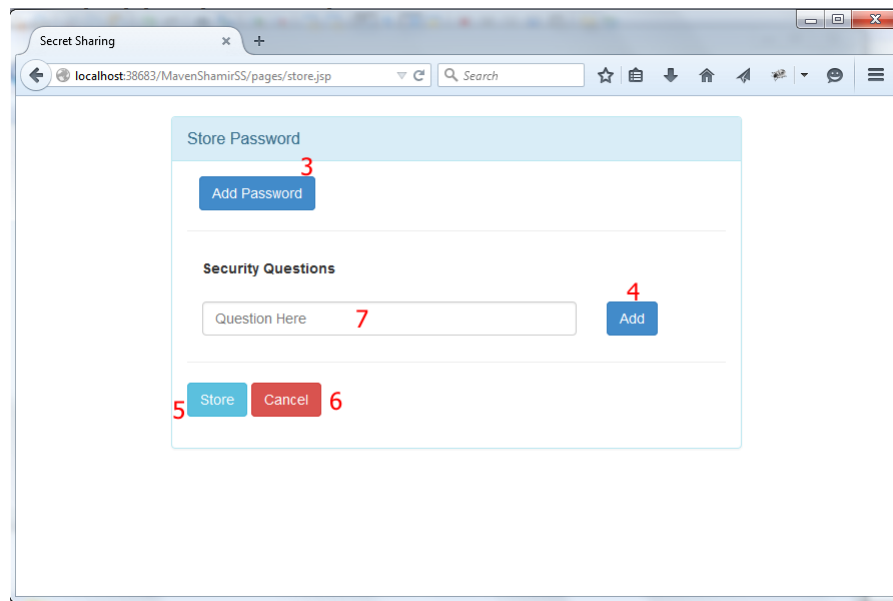 Secret Sharing
localhost:38683/MavenShamirSS/pages/store.jsp
Search
Store Password
3
Add Password
Security Questions
4
Question Here 7 Add
5 Store Cancel 6